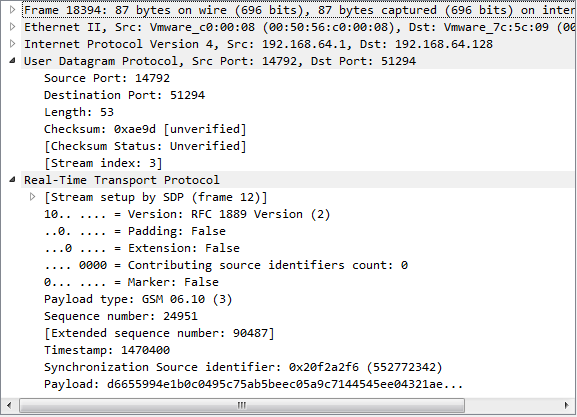 Frame 18394: 87 bytes on wire (696 bits), 87 bytes captured (696 bits) on inter
Ethernet II, Src: Vmware_c0:00:08 (00:50:56:c0:00:08), Dst: Vmware_7c:5c:09 (00
Internet Protocol Version 4, Src: 192.168.64.1, Dst: 192.168.64.128
User Datagram Protocol, Src Port: 14792, Dst Port: 51294
Source Port: 14792
Destination Port: 51294
Length: 53
Checksum: 0xae9d [unverified]
[Checksum Status: Unverified]
[Stream index: 3]
Real-Time Transport Protocol
[Stream setup by SDP (frame 12)]
10.. .... = Version: RFC 1889 Version (2)
..0. .... = Padding: False
...0 .... = Extension: False
.... 0000 = Contributing source identifiers count: 0
0... .... = Marker: False
Payload type: GSM 06.10 (3)
Sequence number: 24951
[Extended sequence number: 90487]
Timestamp: 1470400
Synchronization Source identifier: 0x20f2a2f6 (552772342)
Payload: d6655994e1b0c0495c75ab5beec05a9c7144545ee04321ae...